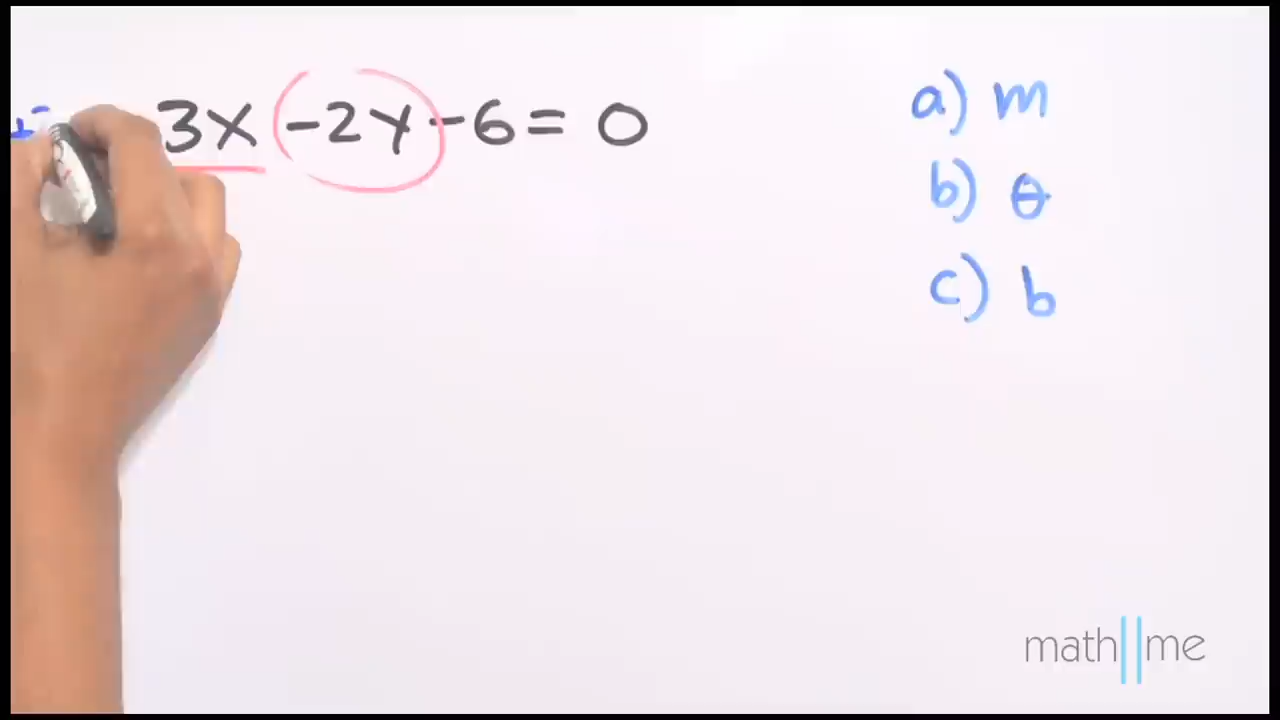 3x -2y -6 = 0
a) m
b) θ
c) b
math||me